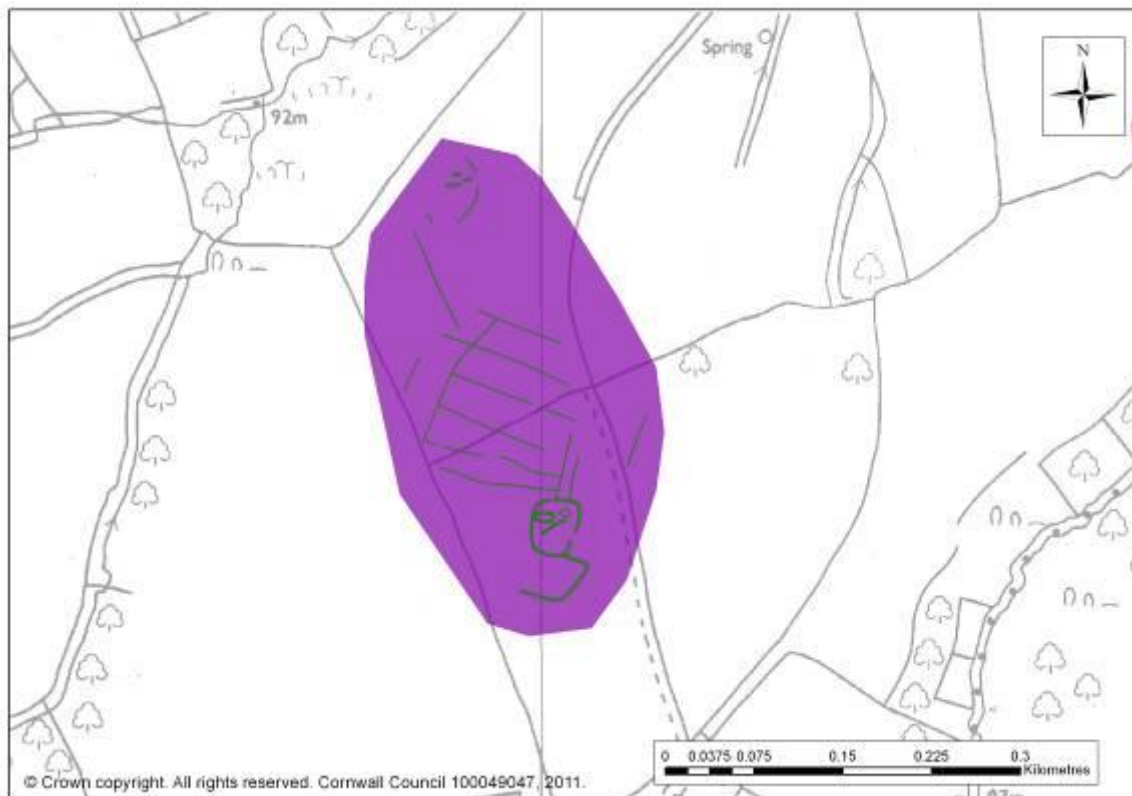 Spring
N
92m
0 0.0375 0.075 0.15 0.225 0.3
Kilometres
© Crown copyright. All rights reserved. Cornwall Council 100049047, 2011.